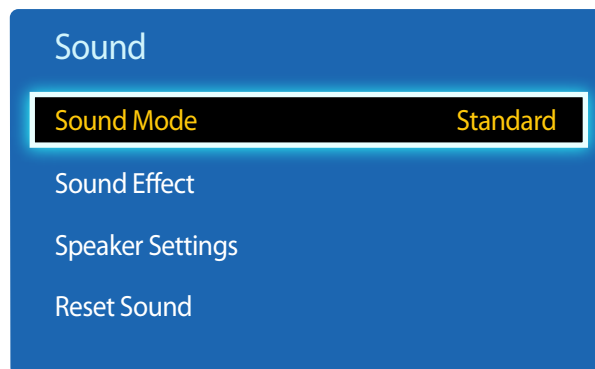 Sound
Sound Mode Standard
Sound Effect
Speaker Settings
Reset Sound